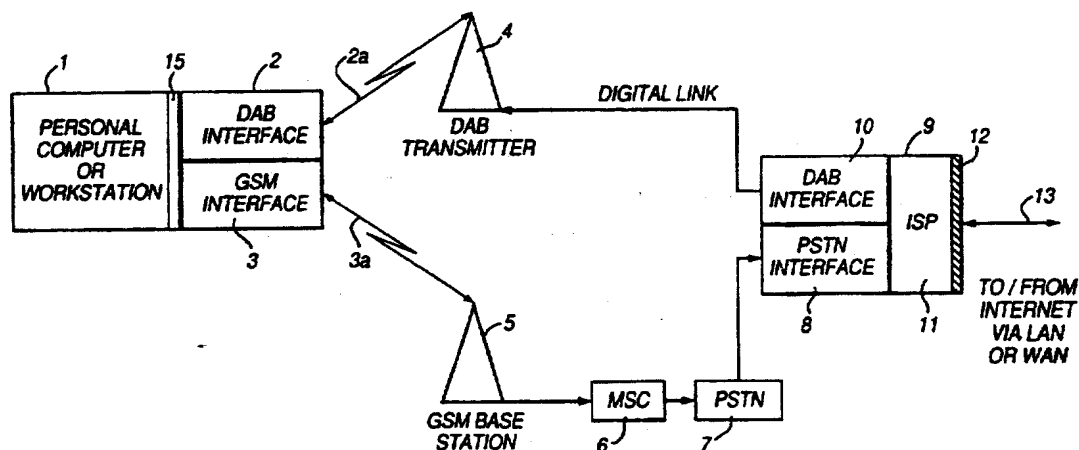 1
15
2
2a
4
PERSONAL
COMPUTER
OR
WORKSTATION
DAB
INTERFACE
GSM
INTERFACE
3
3a
DAB
TRANSMITTER
DIGITAL LINK
10
9
12
DAB
INTERFACE
ISP
PSTN
INTERFACE
8
11
13
TO / FROM
INTERNET
VIA LAN
OR WAN
5
GSM BASE
STATION
MSC
6
PSTN
7